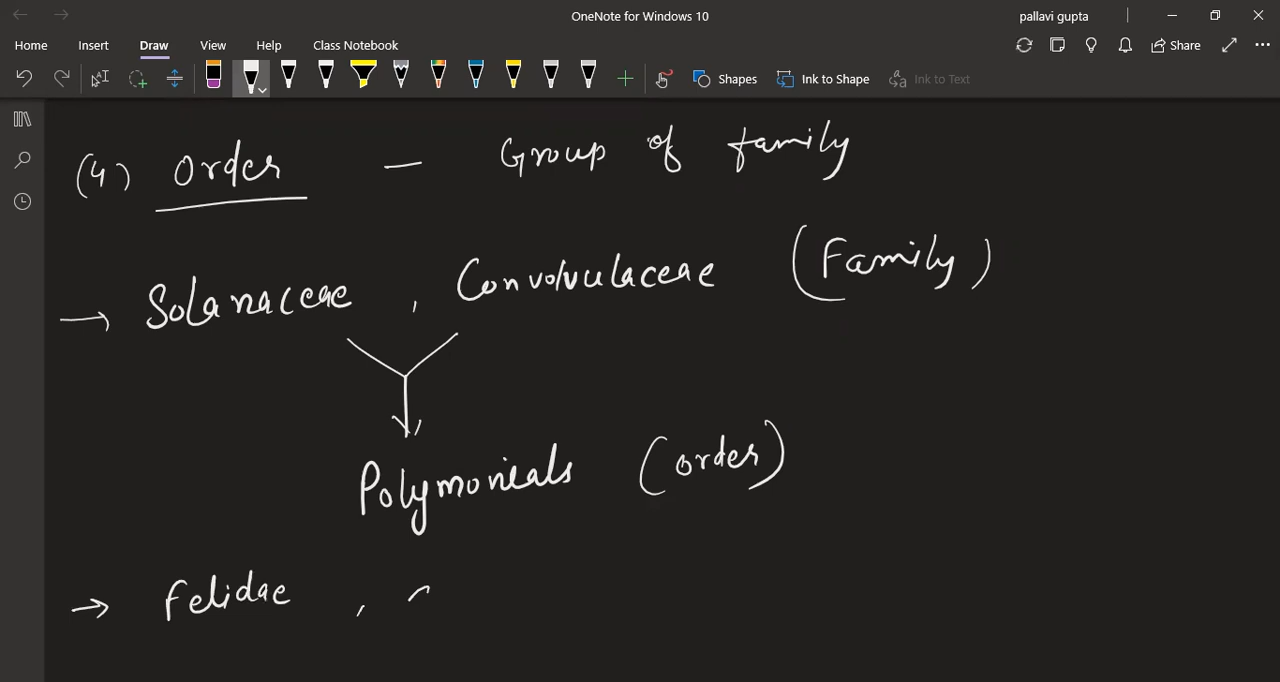 OneNote for Windows 10
pallavi gupta
Home Insert Draw View Help Class Notebook
Share
Shapes Ink to Shape Ink to Text
(4) Order - Group of family
→ Solanaceae , Convolvulaceae (Family)
Polymonieals (order)
→ Felidae , C